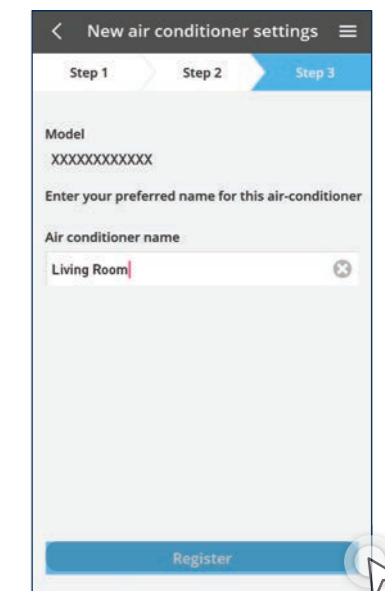 New air conditioner settings
Step 1 Step 2 Step 3
Model
XXXXXXXXXXXX
Enter your preferred name for this air-conditioner
Air conditioner name
Living Room
Register